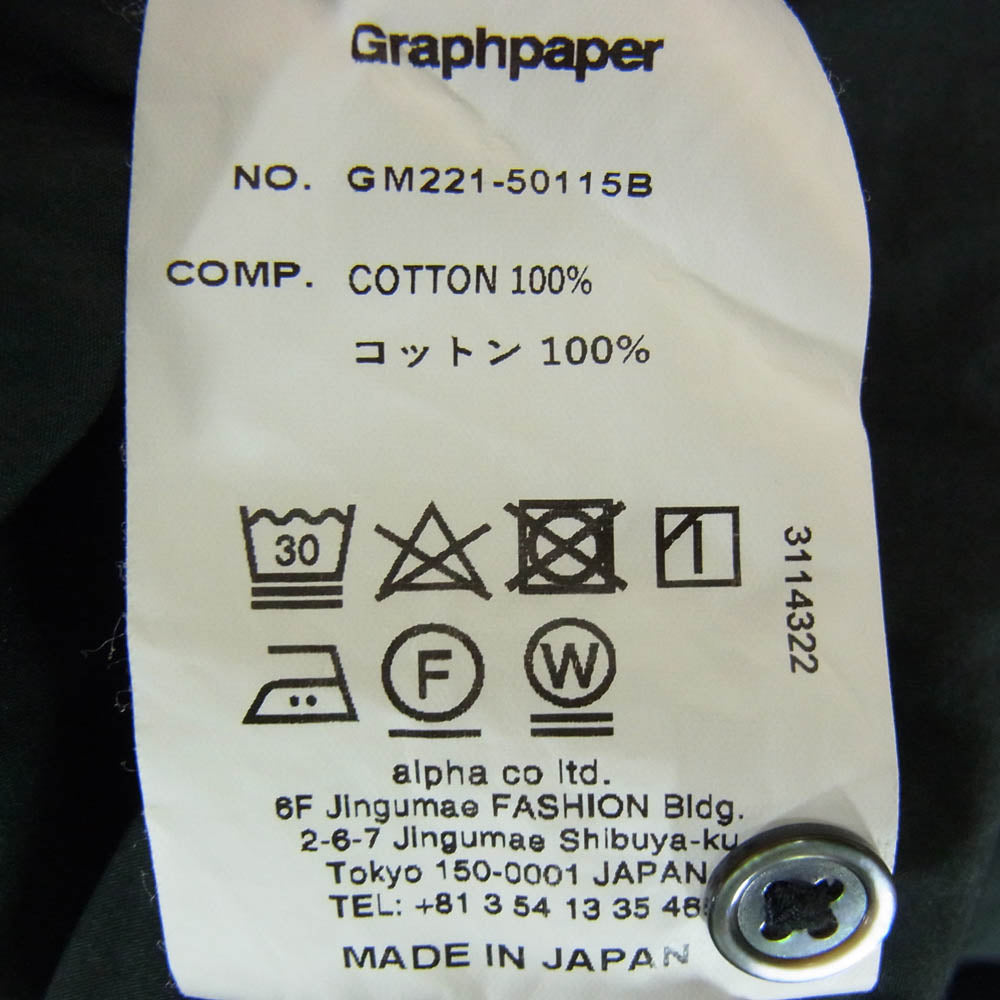 Graphpaper
NO. GM221-50115B
COMP. COTTON 100%
コットン 100%
30
3114322
F W
alpha co ltd.
6F Jingumae FASHION Bldg.
2-6-7 Jingumae Shibuya-ku
Tokyo 150-0001 JAPAN
TEL: +81 3 54 13 35 48
MADE IN JAPAN